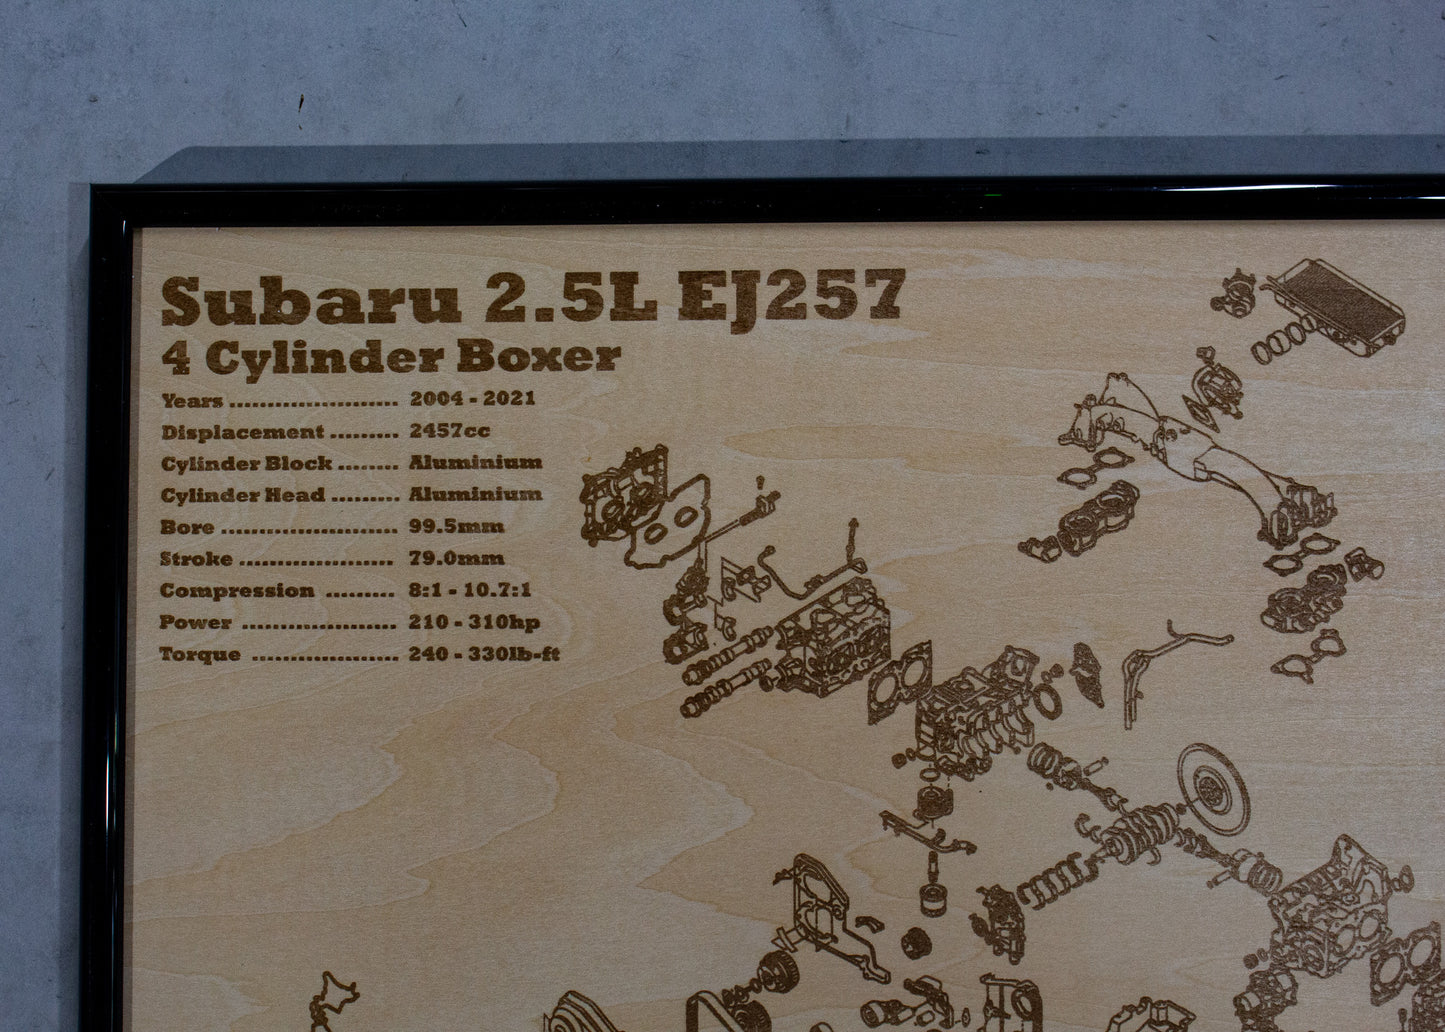 Subaru 2.5L EJ257
4 Cylinder Boxer
Years ...................... 2004 - 2021
Displacement ......... 2457cc
Cylinder Block ........ Aluminium
Cylinder Head ......... Aluminium
Bore ....................... 99.5mm
Stroke .................... 79.0mm
Compression ......... 8:1 - 10.7:1
Power .................... 210 - 310hp
Torque ................... 240 - 330lb-ft